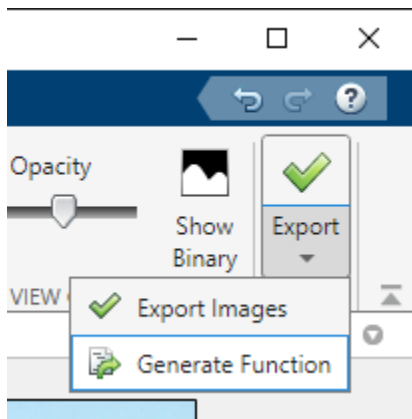 ?
Opacity
Show
Binary
Export
VIEW
Export Images
Generate Function